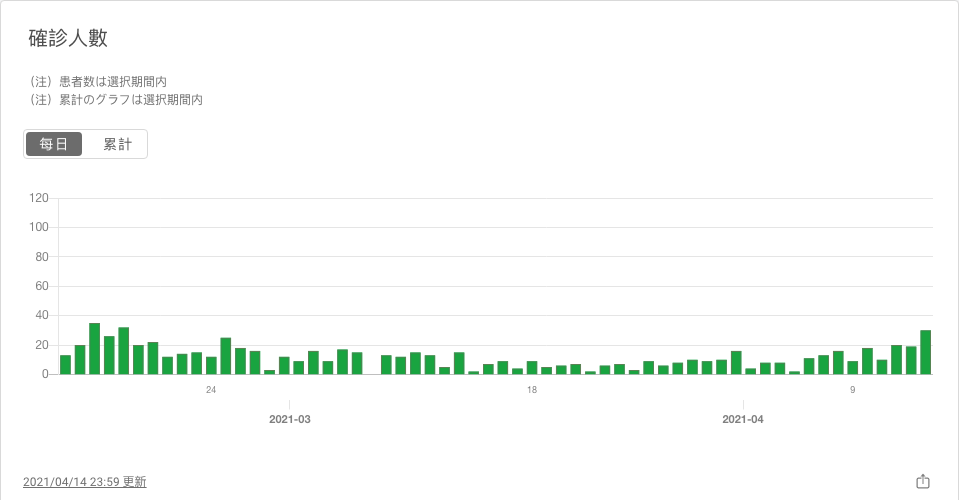 確診人數
（注）患者数は選択期間内
（注）累計のグラフは選択期間内
每日 累計
120
100
80
60
40
20
0
24 18 9
2021-03 2021-04
2021/04/14 23:59 更新